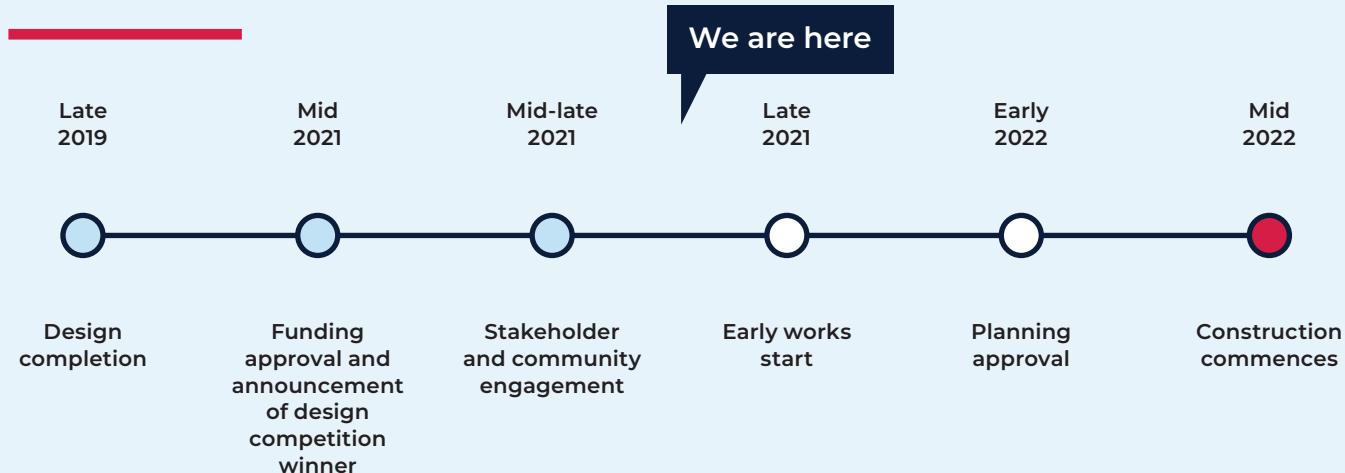 We are here
Late
2019
Mid
2021
Mid-late
2021
Late
2021
Early
2022
Mid
2022
Design
completion
Funding
approval and
announcement
of design
competition
winner
Stakeholder
and community
engagement
Early works
start
Planning
approval
Construction
commences